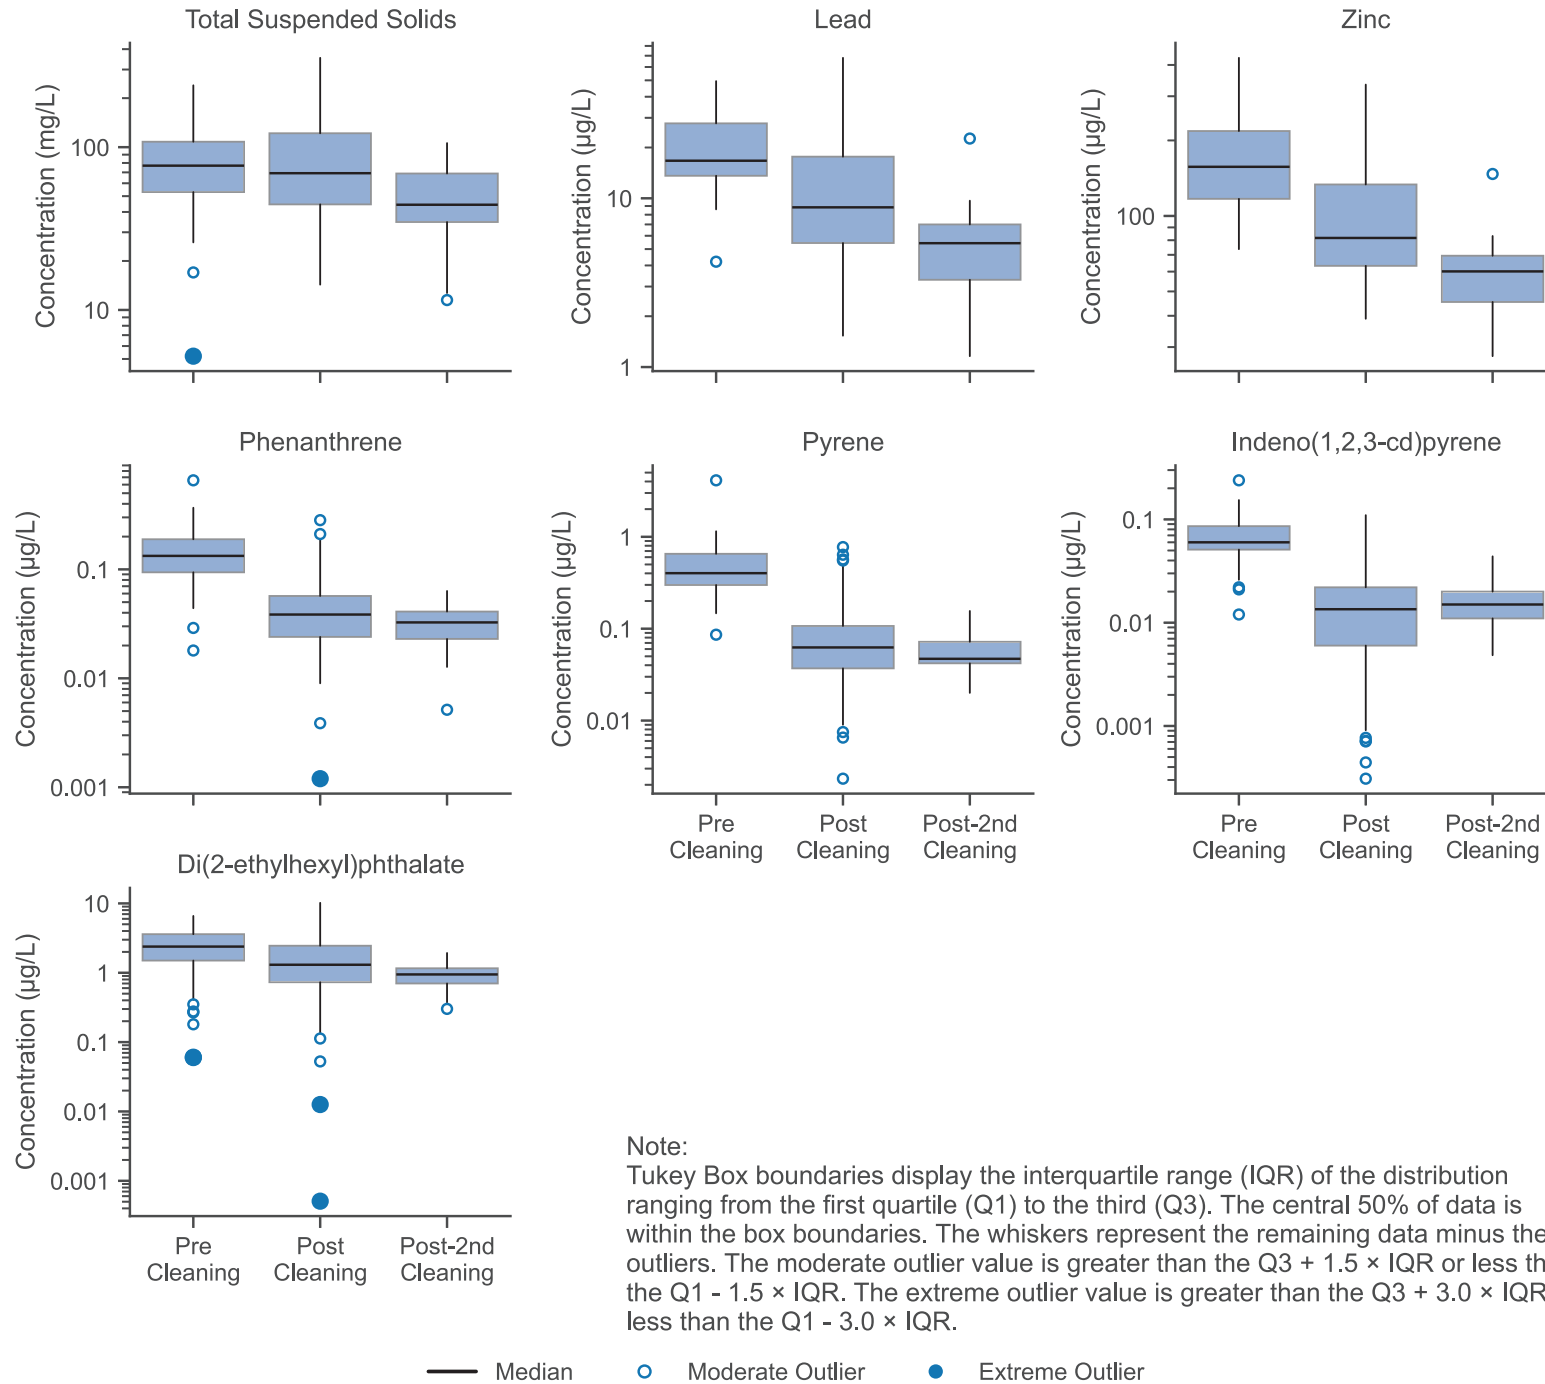 Total Suspended Solids
Concentration (mg/L)
100
10
Lead
Concentration (µg/L)
10
1
Zinc
Concentration (µg/L)
100
Phenanthrene
Concentration (µg/L)
0.1
0.01
0.001
Pyrene
Concentration (µg/L)
1
0.1
0.01
Pre
Cleaning
Post
Cleaning
Post-2nd
Cleaning
Indeno(1,2,3-cd)pyrene
Concentration (µg/L)
0.1
0.01
0.001
Pre
Cleaning
Post
Cleaning
Post-2nd
Cleaning
Di(2-ethylhexyl)phthalate
Concentration (µg/L)
10
1
0.1
0.01
0.001
Pre
Cleaning
Post
Cleaning
Post-2nd
Cleaning
Note:
Tukey Box boundaries display the interquartile range (IQR) of the distribution
ranging from the first quartile (Q1) to the third (Q3). The central 50% of data is
within the box boundaries. The whiskers represent the remaining data minus the
outliers. The moderate outlier value is greater than the Q3 + 1.5 × IQR or less th
the Q1 - 1.5 × IQR. The extreme outlier value is greater than the Q3 + 3.0 × IQR
less than the Q1 - 3.0 × IQR.
Median
Moderate Outlier
Extreme Outlier